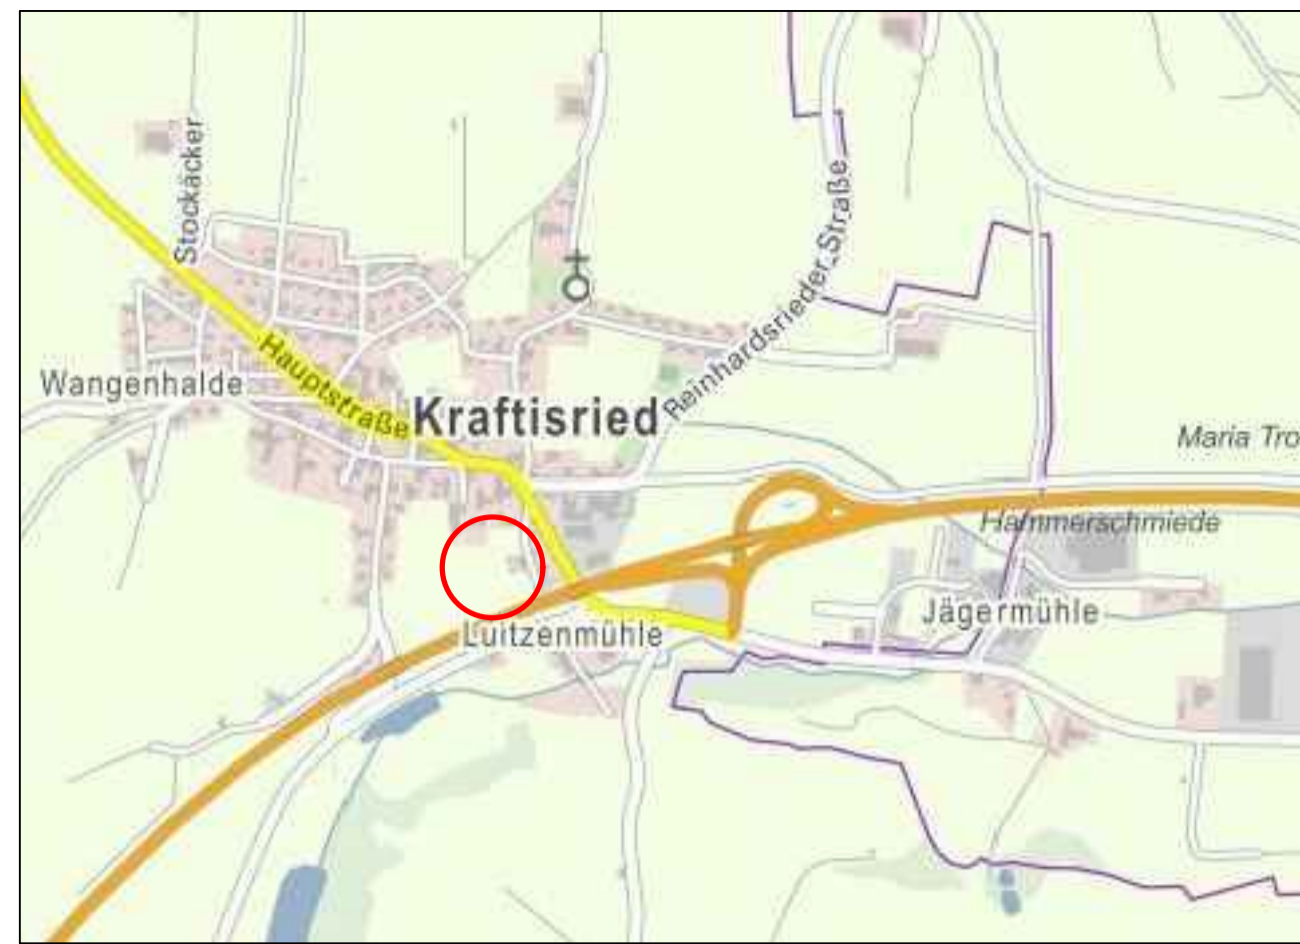 Stockäcker
Reinhardsrieder Straße
Hauptstraße
Wangenhalde
Kraftisried
Maria Tro
Hammerschmiede
Jägermühle
Luitzenmühle